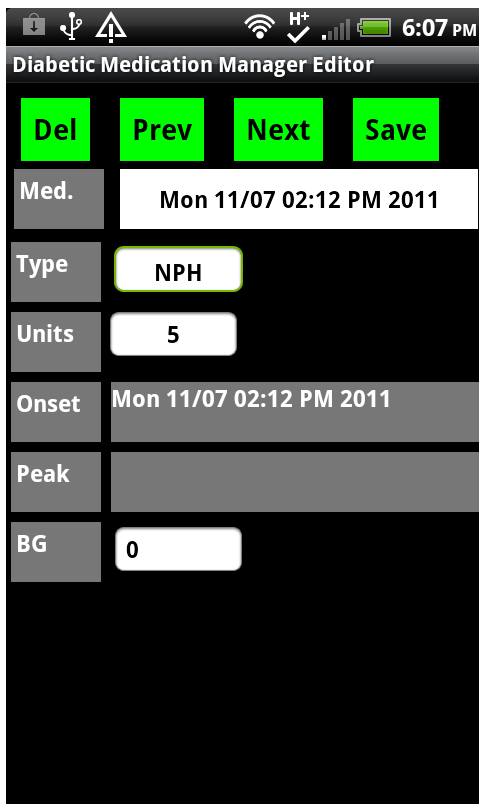 H+ 6:07 PM
Diabetic Medication Manager Editor
Del Prev Next Save
Med. Mon 11/07 02:12 PM 2011
Type NPH
Units 5
Onset Mon 11/07 02:12 PM 2011
Peak
BG 0